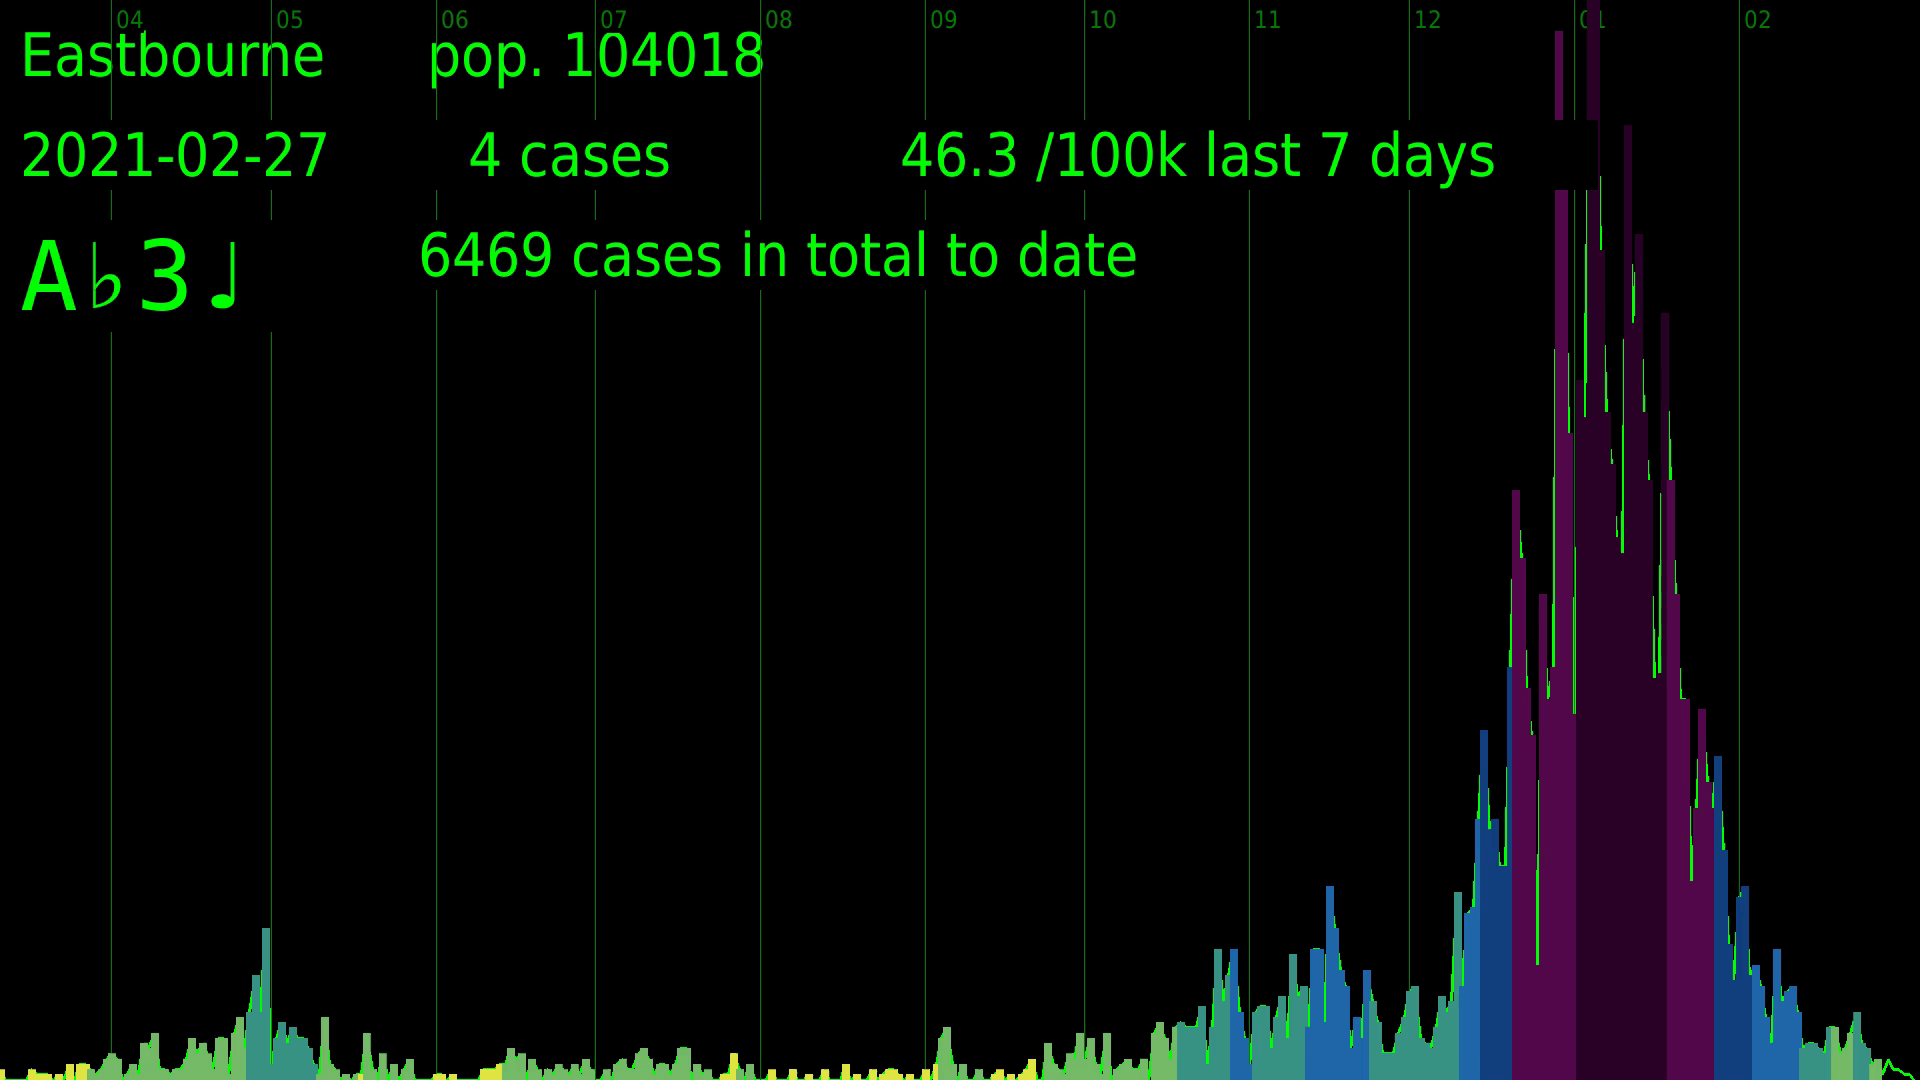 04 05 06 07 08 09 10 11 12 01 02
Eastbourne pop. 104018
2021-02-27 4 cases 46.3 /100k last 7 days
A♭3♩ 6469 cases in total to date